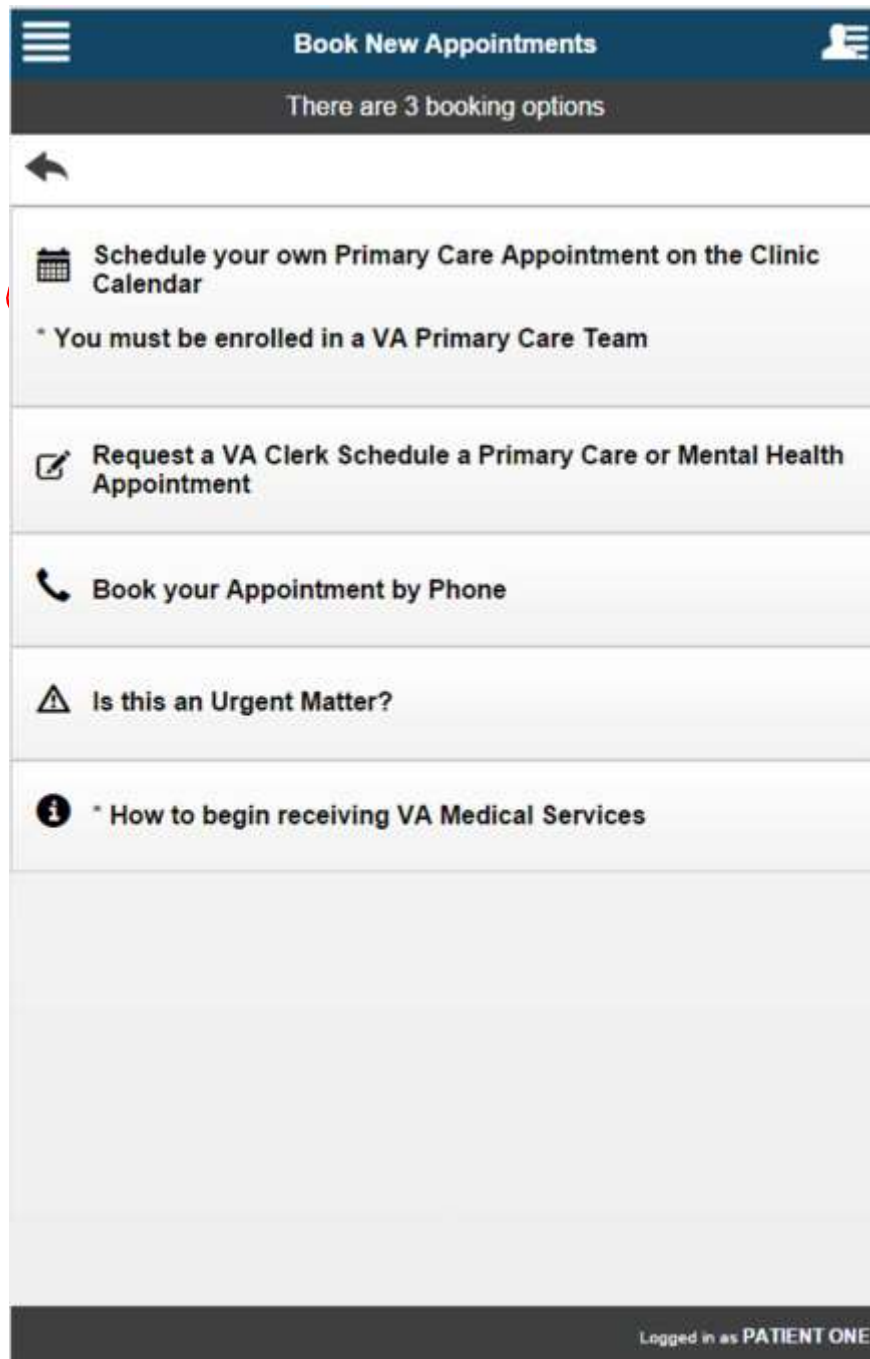 Book New Appointments
There are 3 booking options
Schedule your own Primary Care Appointment on the Clinic
Calendar
* You must be enrolled in a VA Primary Care Team
Request a VA Clerk Schedule a Primary Care or Mental Health
Appointment
Book your Appointment by Phone
Is this an Urgent Matter?
* How to begin receiving VA Medical Services
Logged in as PATIENT ONE